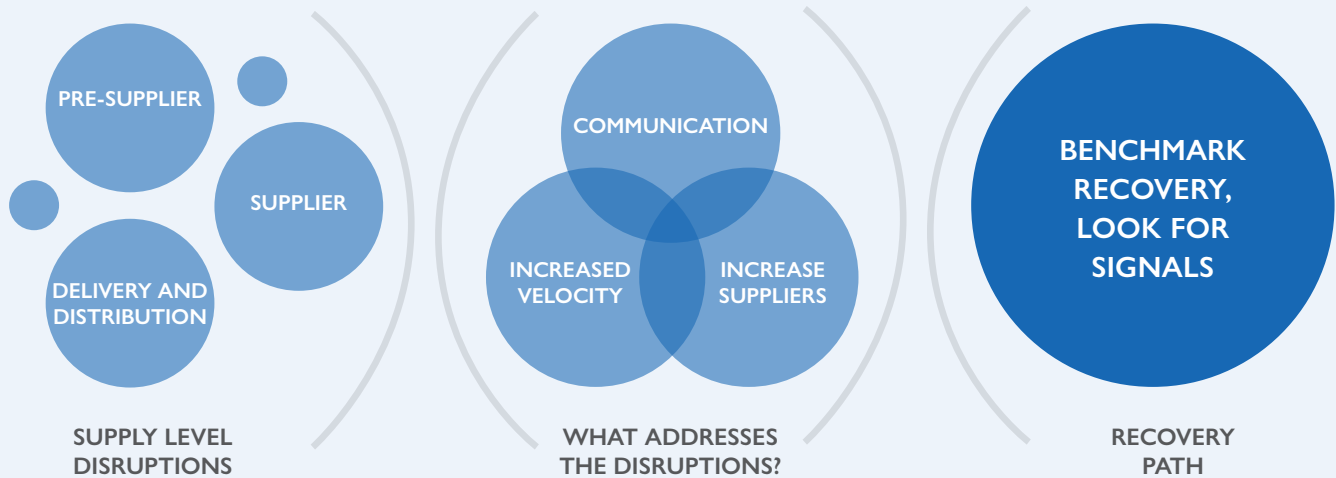 PRE-SUPPLIER
SUPPLIER
DELIVERY AND
DISTRIBUTION
SUPPLY LEVEL
DISRUPTIONS
COMMUNICATION
INCREASED
VELOCITY
INCREASE
SUPPLIERS
WHAT ADDRESSES
THE DISRUPTIONS?
BENCHMARK
RECOVERY,
LOOK FOR
SIGNALS
RECOVERY
PATH